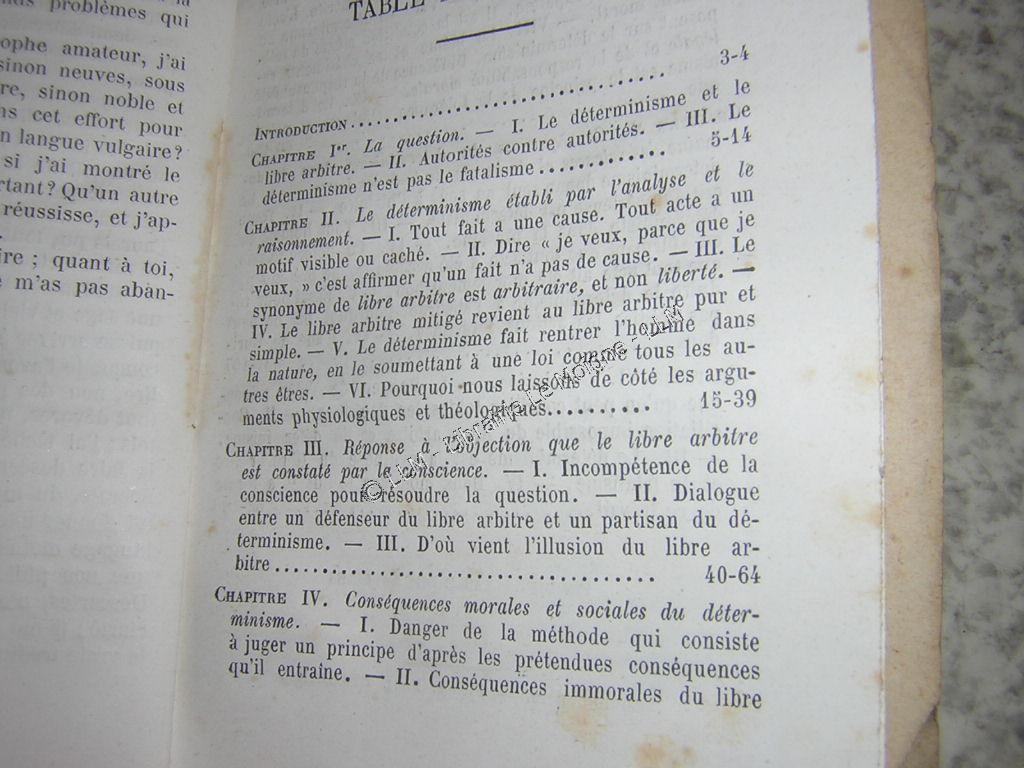 problèmes qui
ophe amateur, j'ai
sinon neuves, sous
re, sinon noble et
ns cet effort pour
n langue vulgaire?
si j'ai montré le
rtant? Qu'un autre
réussisse, et j'ap-
ire ; quant à toi,
e m'as pas aban-
TABLE
INTRODUCTION........................ 3-4
CHAPITRE Ier. La question. — I. Le déterminisme et le
libre arbitre. — II. Autorités contre autorités. — III. Le
déterminisme n'est pas le fatalisme............. 5-14
CHAPITRE II. Le déterminisme établi par l'analyse et le
raisonnement. — I. Tout fait a une cause. Tout acte a un
motif visible ou caché. — II. Dire « je veux, parce que je
veux, » c'est affirmer qu'un fait n'a pas de cause. — III. Le
synonyme de libre arbitre est arbitraire, et non liberté. —
IV. Le libre arbitre mitigé revient au libre arbitre pur et
simple. — V. Le déterminisme fait rentrer l'homme dans
la nature, en le soumettant à une loi comme tous les au-
tres êtres. — VI. Pourquoi nous laissons de côté les argu-
ments physiologiques et théologiques.......... 15-39
CHAPITRE III. Réponse à l'objection que le libre arbitre
est constaté par la conscience. — I. Incompétence de la
conscience pour résoudre la question. — II. Dialogue
entre un défenseur du libre arbitre et un partisan du dé-
terminisme. — III. D'où vient l'illusion du libre ar-
bitre.................................... 40-64
CHAPITRE IV. Conséquences morales et sociales du déter-
minisme. — I. Danger de la méthode qui consiste
à juger un principe d'après les prétendues conséquences
qu'il entraîne. — II. Conséquences immorales du libre
© LLM - Librairie Le Molène - LLM